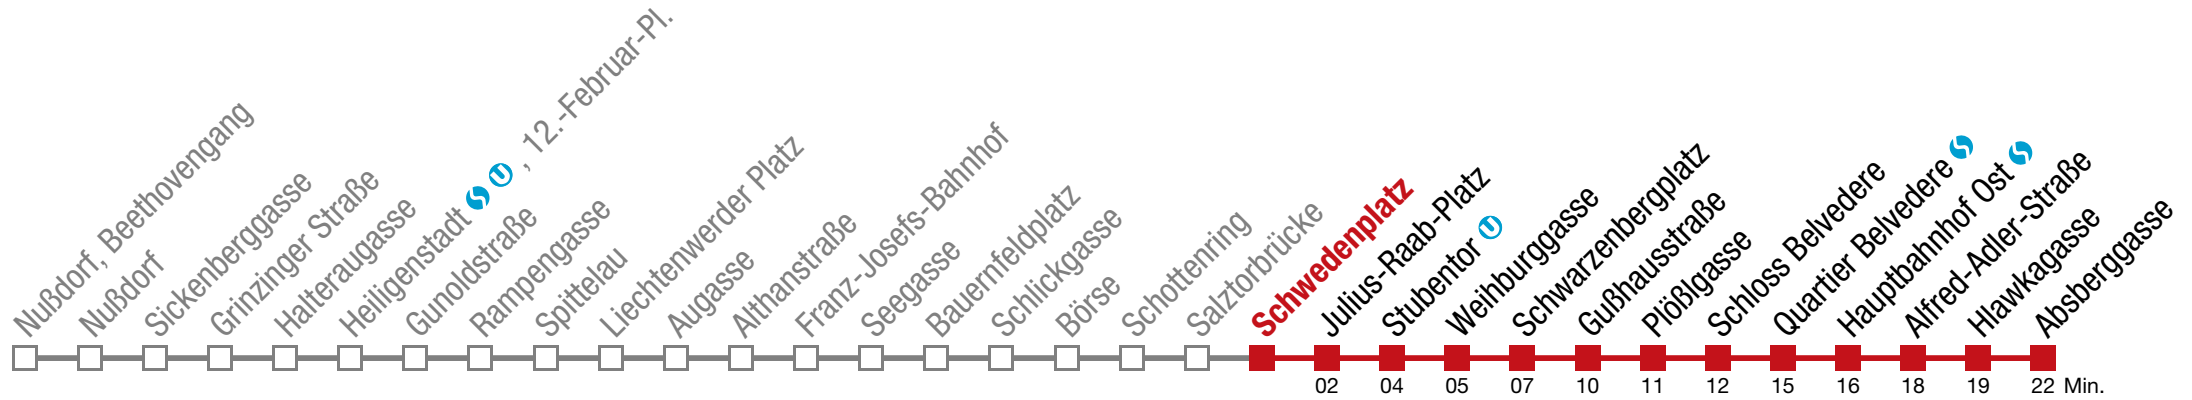 Nußdorf, Beethovengang
Nußdorf
Sickenberggasse
Grinzinger Straße
Halteraugasse
Heiligenstadt S U , 12.-Februar-Pl.
Gunoldstraße
Rampengasse
Spittelau
Liechtenwerder Platz
Augasse
Althanstraße
Franz-Josefs-Bahnhof
Seegasse
Bauernfeldplatz
Schlickgasse
Börse
Schottenring
Salztorbrücke
Schwedenplatz
Julius-Raab-Platz
Stubentor U
Weihburggasse
Schwarzenbergplatz
Gußhausstraße
Plößlgasse
Schloss Belvedere
Quartier Belvedere S
Hauptbahnhof Ost S
Alfred-Adler-Straße
Hlawkagasse
Absberggasse
02 04 05 07 10 11 12 15 16 18 19 22 Min.